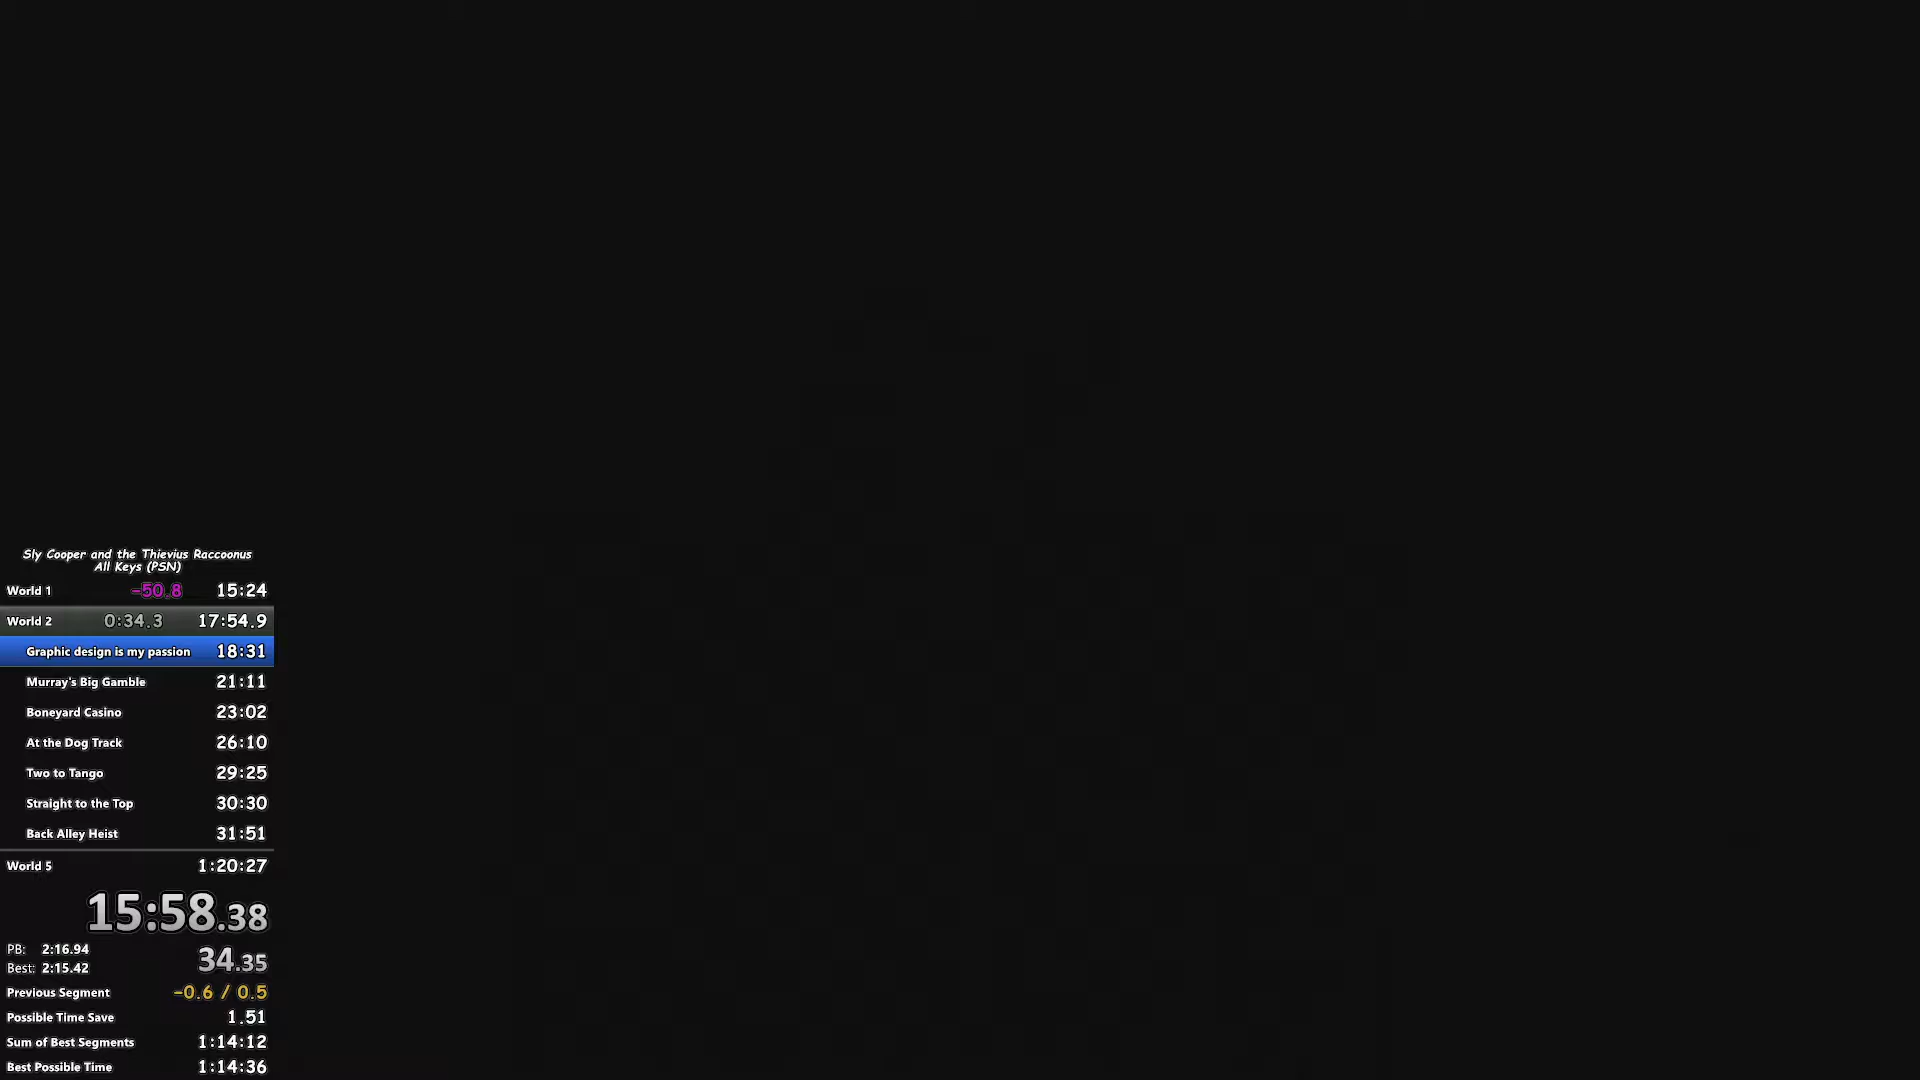 Sly Cooper and the Thievius Raccoonus
All Keys (PSN)
World 1 -50.8 15:24
World 2 0:34.3 17:54.9
Graphic design is my passion 18:31
Murray's Big Gamble 21:11
Boneyard Casino 23:02
At the Dog Track 26:10
Two to Tango 29:25
Straight to the Top 30:30
Back Alley Heist 31:51
World 5 1:20:27
15:58.38
PB: 2:16.94
34.35
Best: 2:15.42
Previous Segment -0.6 / 0.5
Possible Time Save 1.51
Sum of Best Segments 1:14:12
Best Possible Time 1:14:36